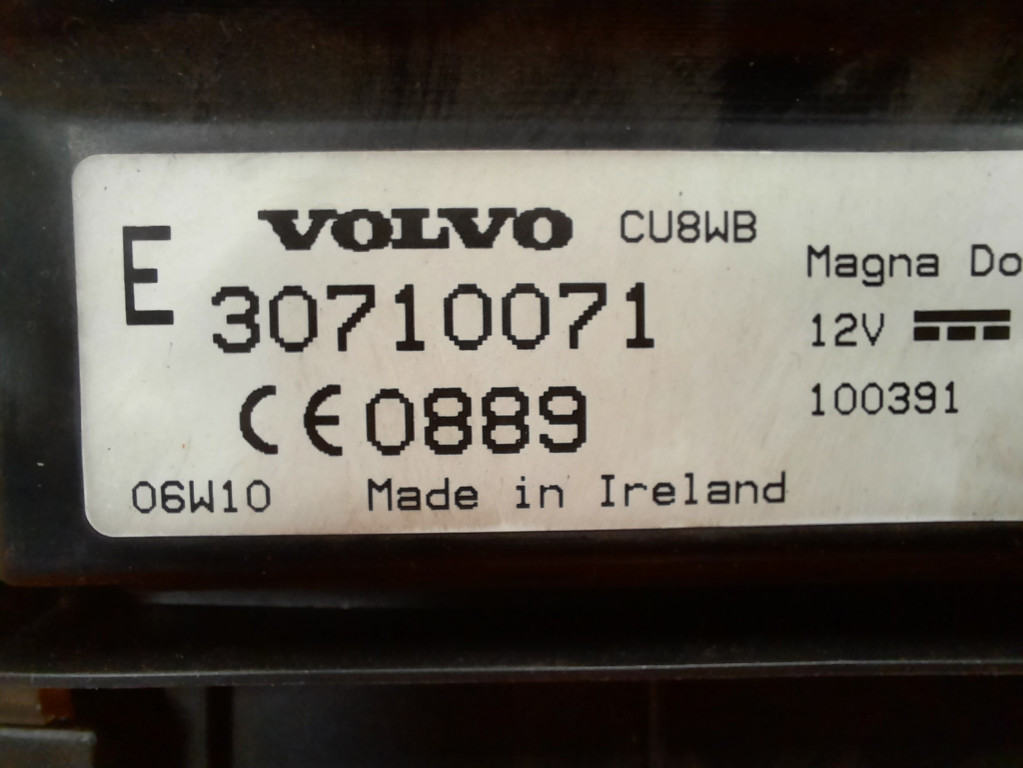 E
VOLVO CU8WB
30710071
CE 0889
06W10 Made in Ireland
Magna Do
12V
100391